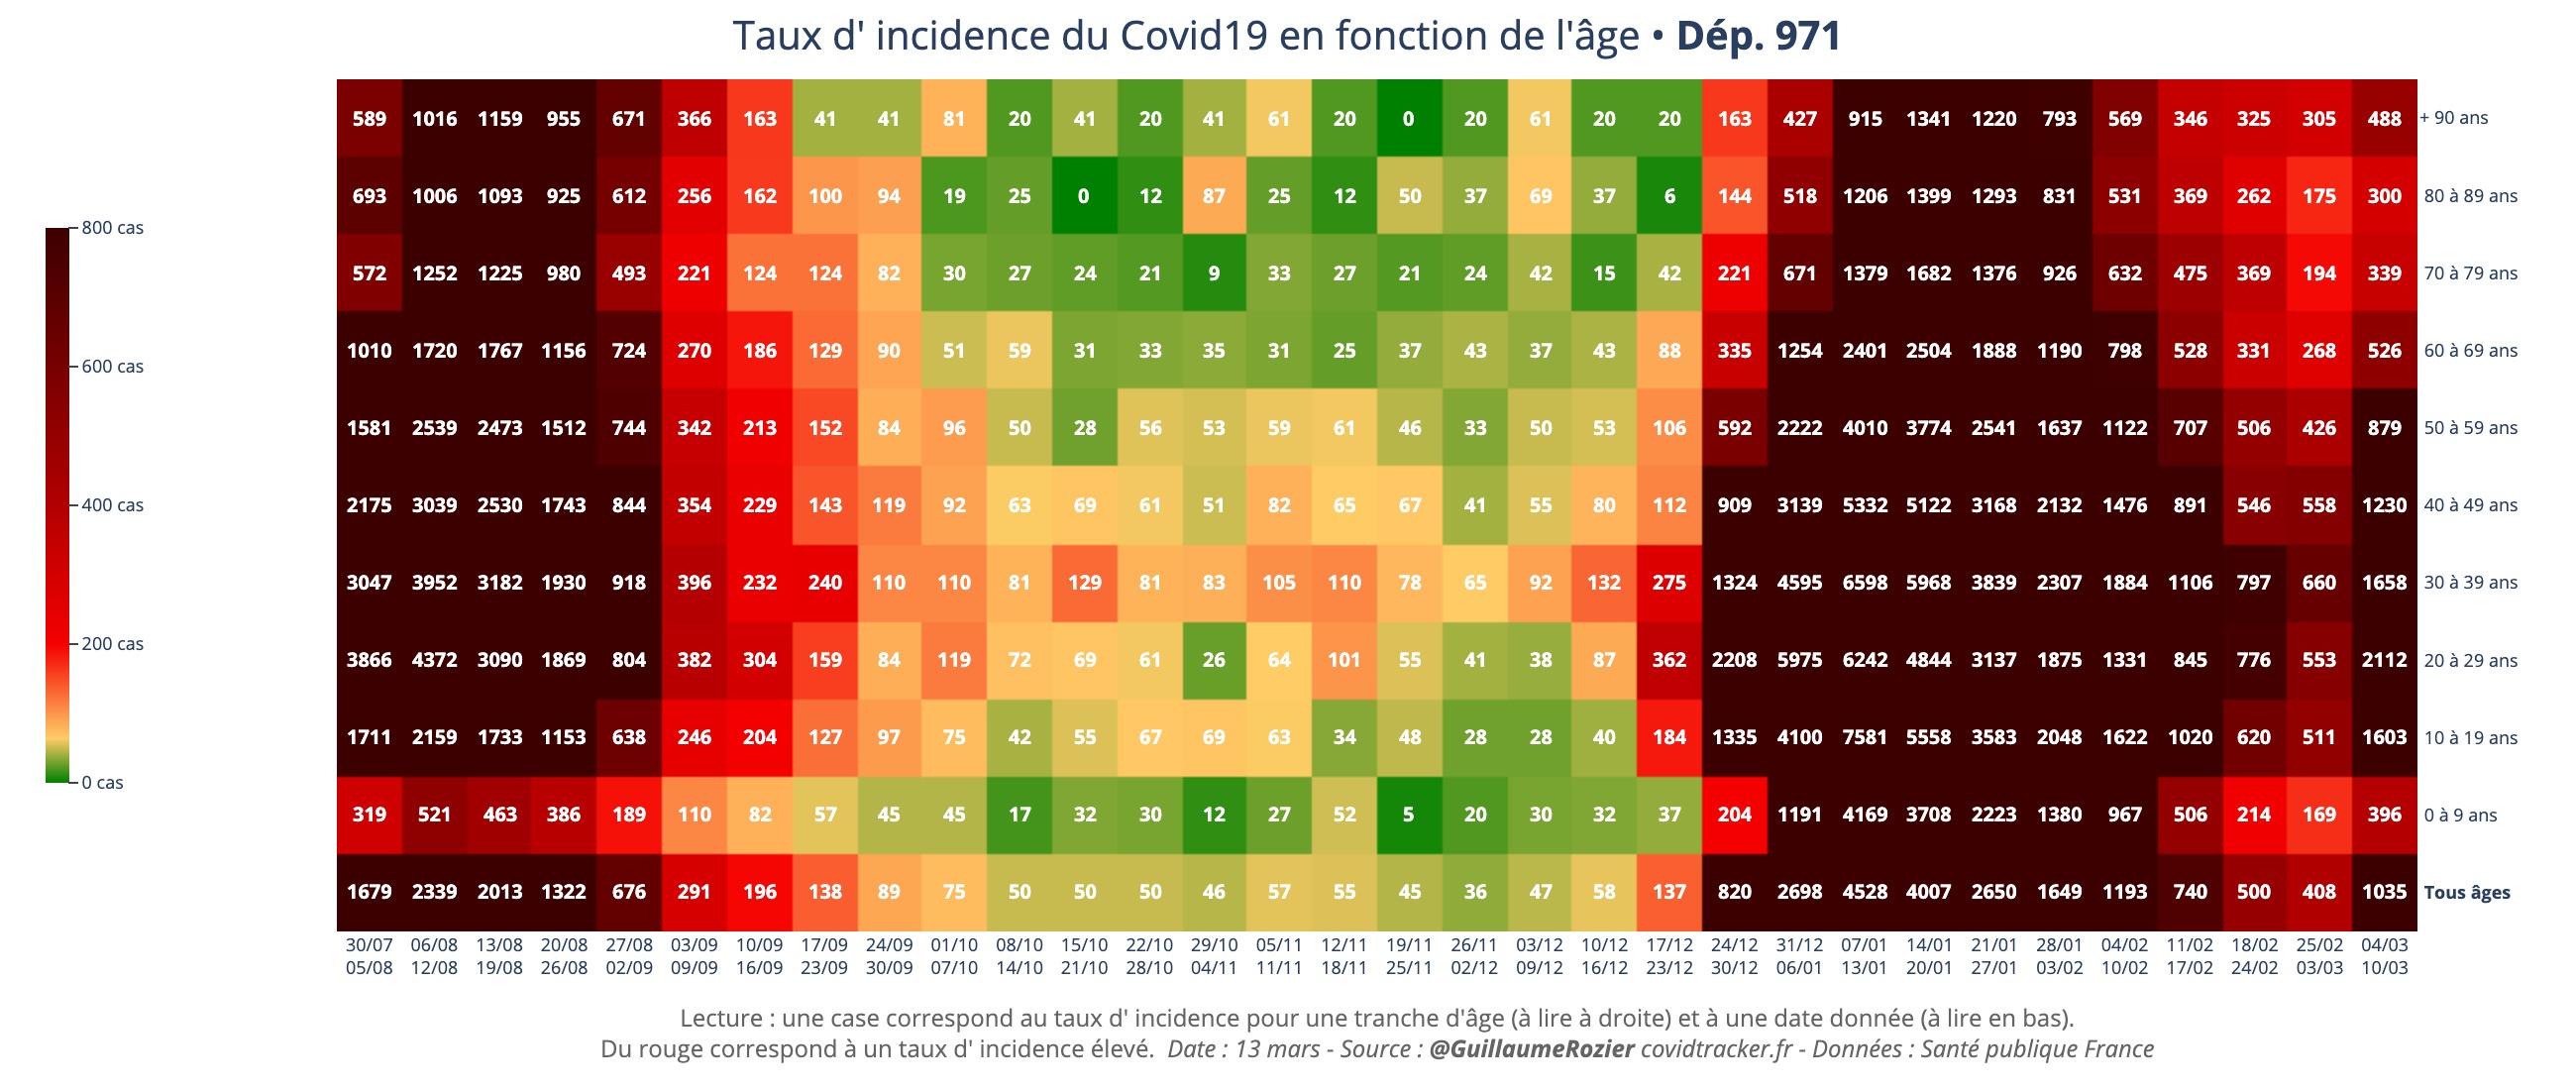 Taux d' incidence du Covid19 en fonction de l'âge • Dép. 971
589 1016 1159 955 671 366 163 41 41 81 20 41 20 41 61 20 0 20 61 20 20 163 427 915 1341 1220 793 569 346 325 305 488 + 90 ans
693 1006 1093 925 612 256 162 100 94 19 25 0 12 87 25 12 50 37 69 37 6 144 518 1206 1399 1293 831 531 369 262 175 300 80 à 89 ans
800 cas
572 1252 1225 980 493 221 124 124 82 30 27 24 21 9 33 27 21 24 42 15 42 221 671 1379 1682 1376 926 632 475 369 194 339 70 à 79 ans
1010 1720 1767 1156 724 270 186 129 90 51 59 31 33 35 31 25 37 43 37 43 88 335 1254 2401 2504 1888 1190 798 528 331 268 526 60 à 69 ans
600 cas
1581 2539 2473 1512 744 342 213 152 84 96 50 28 56 53 59 61 46 33 50 53 106 592 2222 4010 3774 2541 1637 1122 707 506 426 879 50 à 59 ans
400 cas
2175 3039 2530 1743 844 354 229 143 119 92 63 69 61 51 82 65 67 41 55 80 112 909 3139 5332 5122 3168 2132 1476 891 546 558 1230 40 à 49 ans
3047 3952 3182 1930 918 396 232 240 110 110 81 129 81 83 105 110 78 65 92 132 275 1324 4595 6598 5968 3839 2307 1884 1106 797 660 1658 30 à 39 ans
200 cas
3866 4372 3090 1869 804 382 304 159 84 119 72 69 61 26 64 101 55 41 38 87 362 2208 5975 6242 4844 3137 1875 1331 845 776 553 2112 20 à 29 ans
1711 2159 1733 1153 638 246 204 127 97 75 42 55 67 69 63 34 48 28 28 40 184 1335 4100 7581 5558 3583 2048 1622 1020 620 511 1603 10 à 19 ans
0 cas
319 521 463 386 189 110 82 57 45 45 17 32 30 12 27 52 5 20 30 32 37 204 1191 4169 3708 2223 1380 967 506 214 169 396 0 à 9 ans
1679 2339 2013 1322 676 291 196 138 89 75 50 50 50 46 57 55 45 36 47 58 137 820 2698 4528 4007 2650 1649 1193 740 500 408 1035 Tous âges
30/07 06/08 13/08 20/08 27/08 03/09 10/09 17/09 24/09 01/10 08/10 15/10 22/10 29/10 05/11 12/11 19/11 26/11 03/12 10/12 17/12 24/12 31/12 07/01 14/01 21/01 28/01 04/02 11/02 18/02 25/02 04/03
05/08 12/08 19/08 26/08 02/09 09/09 16/09 23/09 30/09 07/10 14/10 21/10 28/10 04/11 11/11 18/11 25/11 02/12 09/12 16/12 23/12 30/12 06/01 13/01 20/01 27/01 03/02 10/02 17/02 24/02 03/03 10/03
Lecture : une case correspond au taux d' incidence pour une tranche d'âge (à lire à droite) et à une date donnée (à lire en bas).
Du rouge correspond à un taux d' incidence élevé. Date : 13 mars - Source : @GuillaumeRozier covidtracker.fr - Données : Santé publique France